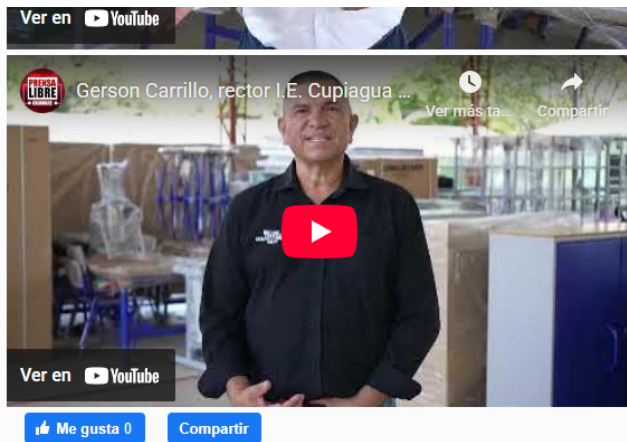 Ver en YouTube
PRENSA
LIBRE
CASANARE
Gerson Carrillo, rector I.E. Cupiagua ...
Ver más ta...
Compartir
Ver en YouTube
Me gusta 0
Compartir